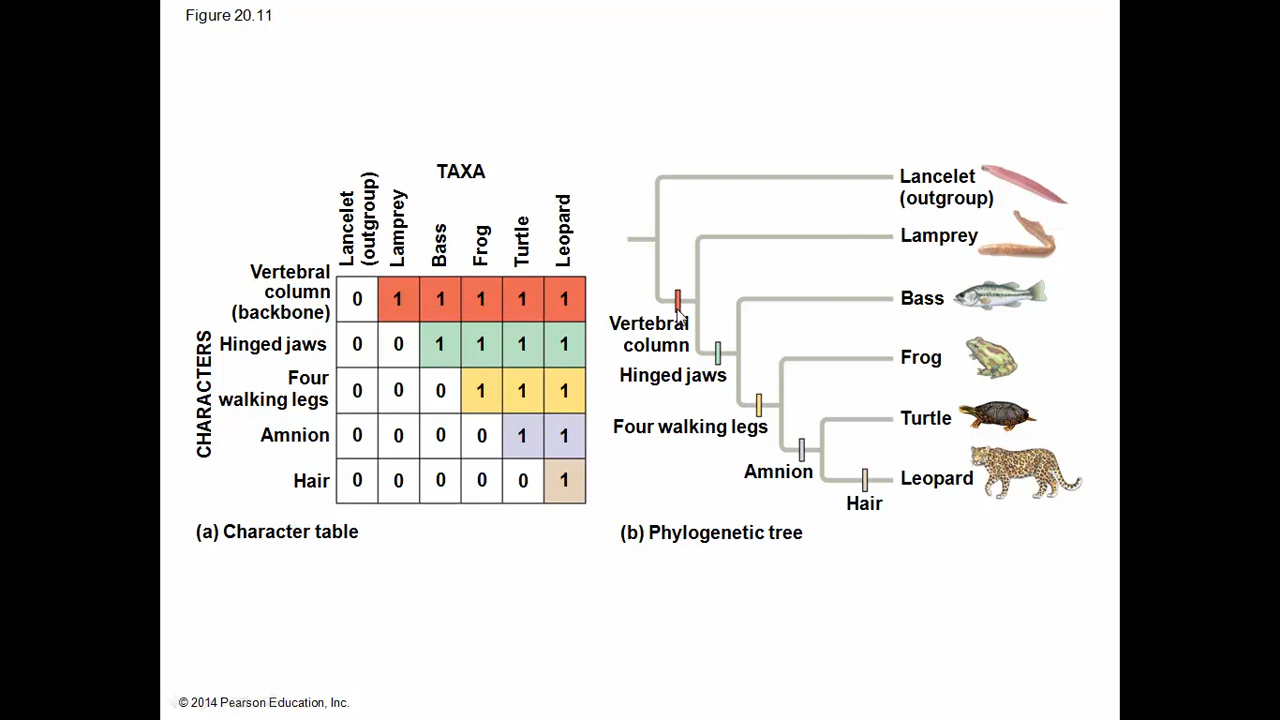 Figure 20.11
TAXA
Lancelet
(outgroup)
Lamprey
Bass
Frog
Turtle
Leopard
CHARACTERS
Vertebral
column
(backbone)
0 1 1 1 1 1
Hinged jaws
0 0 1 1 1 1
Four
walking legs
0 0 0 1 1 1
Amnion
0 0 0 0 1 1
Hair
0 0 0 0 0 1
(a) Character table
Lancelet
(outgroup)
Lamprey
Bass
Frog
Turtle
Leopard
Vertebral
column
Hinged jaws
Four walking legs
Amnion
Hair
(b) Phylogenetic tree
© 2014 Pearson Education, Inc.